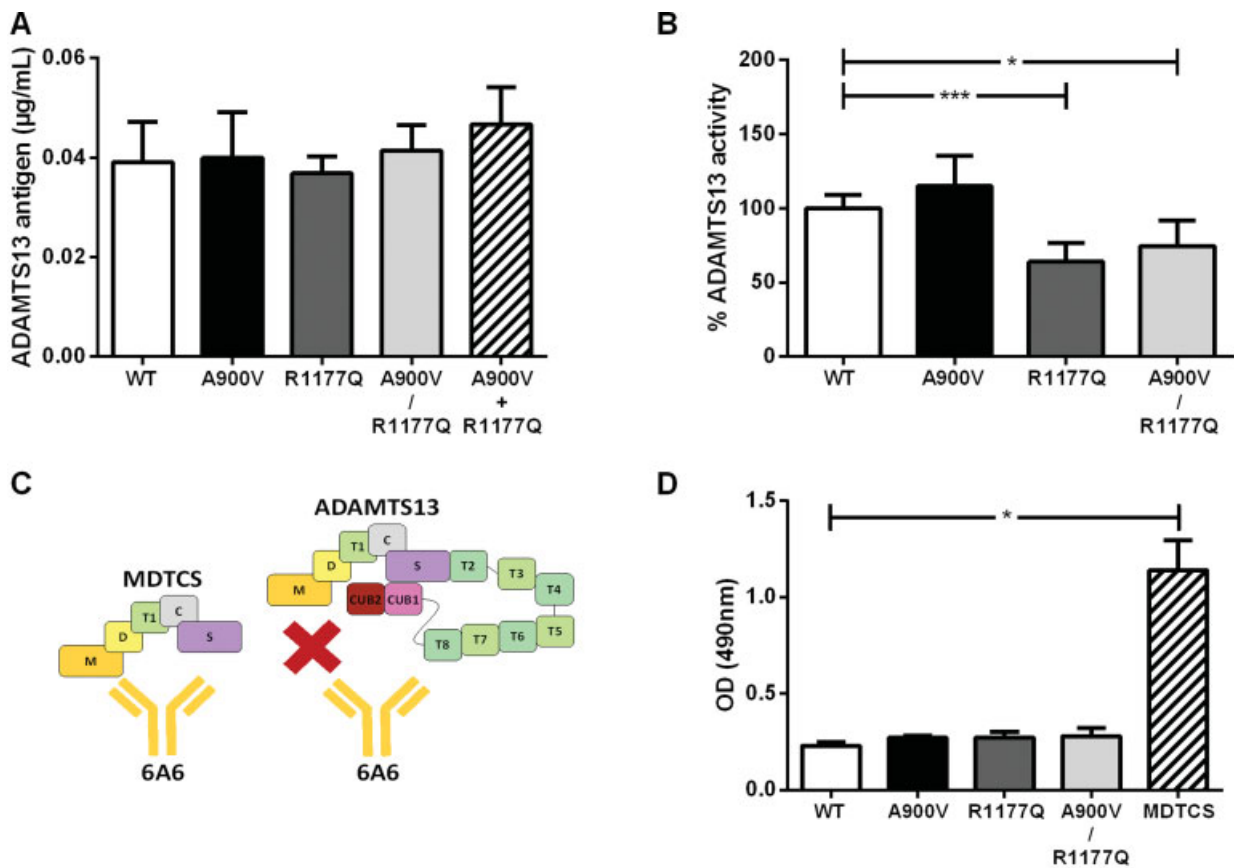 A
ADAMTS13 antigen (µg/mL)
0.06
0.04
0.02
0.00
WT
A900V
R1177Q
A900V
/
R1177Q
A900V
+
R1177Q
B
% ADAMTS13 activity
200
150
100
50
0
*
***
WT
A900V
R1177Q
A900V
/
R1177Q
C
MDTCS
M
D
T1
C
S
6A6
ADAMTS13
M
D
T1
C
S
T2
T3
T4
T5
T6
T7
T8
CUB2
CUB1
6A6
D
OD (490nm)
1.5
1.0
0.5
0.0
*
WT
A900V
R1177Q
A900V
/
R1177Q
MDTCS